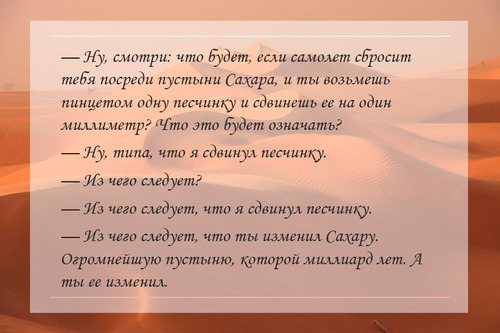 — Ну, смотри: что будет, если самолет сбросит
тебя посреди пустыни Сахара, и ты возьмешь
пинцетом одну песчинку и сдвинешь ее на один
миллиметр? Что это будет означать?
— Ну, типа, что я сдвинул песчинку.
— Из чего следует?
— Из чего следует, что я сдвинул песчинку.
— Из чего следует, что ты изменил Сахару.
Огромнейшую пустыню, которой миллиард лет. А
ты ее изменил.